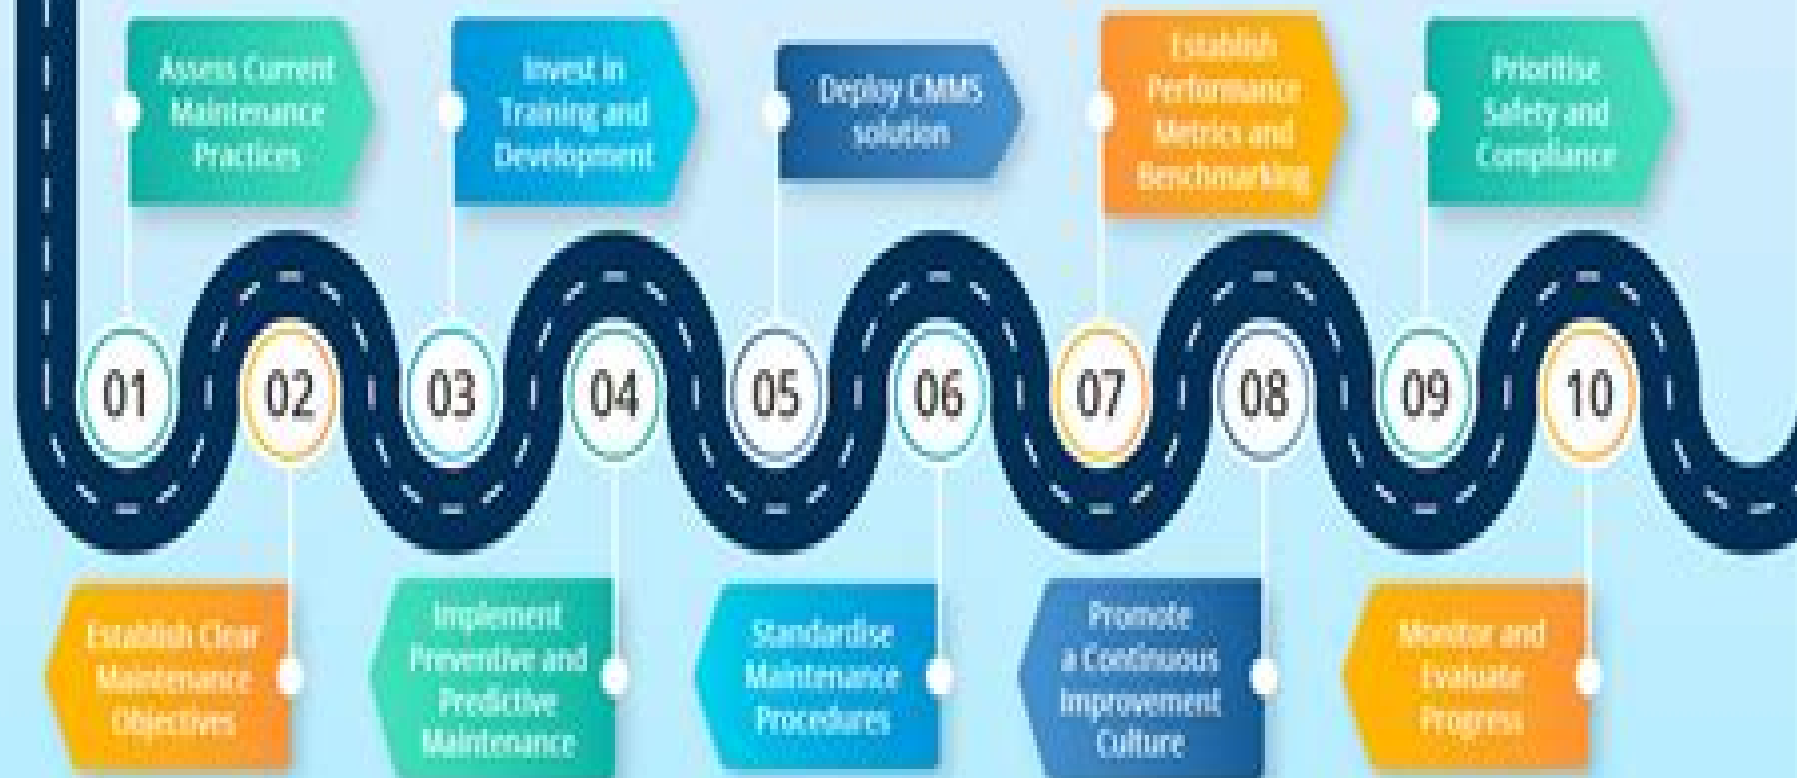 Assess Current
Maintenance
Practices
Invest in
Training and
Development
Deploy CMMS
solution
Establish
Performance
Metrics and
Benchmarking
Prioritise
Safety and
Compliance
01
02
03
04
05
06
07
08
09
10
Establish Clear
Maintenance
Objectives
Implement
Preventive and
Predictive
Maintenance
Standardise
Maintenance
Procedures
Promote
a Continuous
Improvement
Culture
Monitor and
Evaluate
Progress